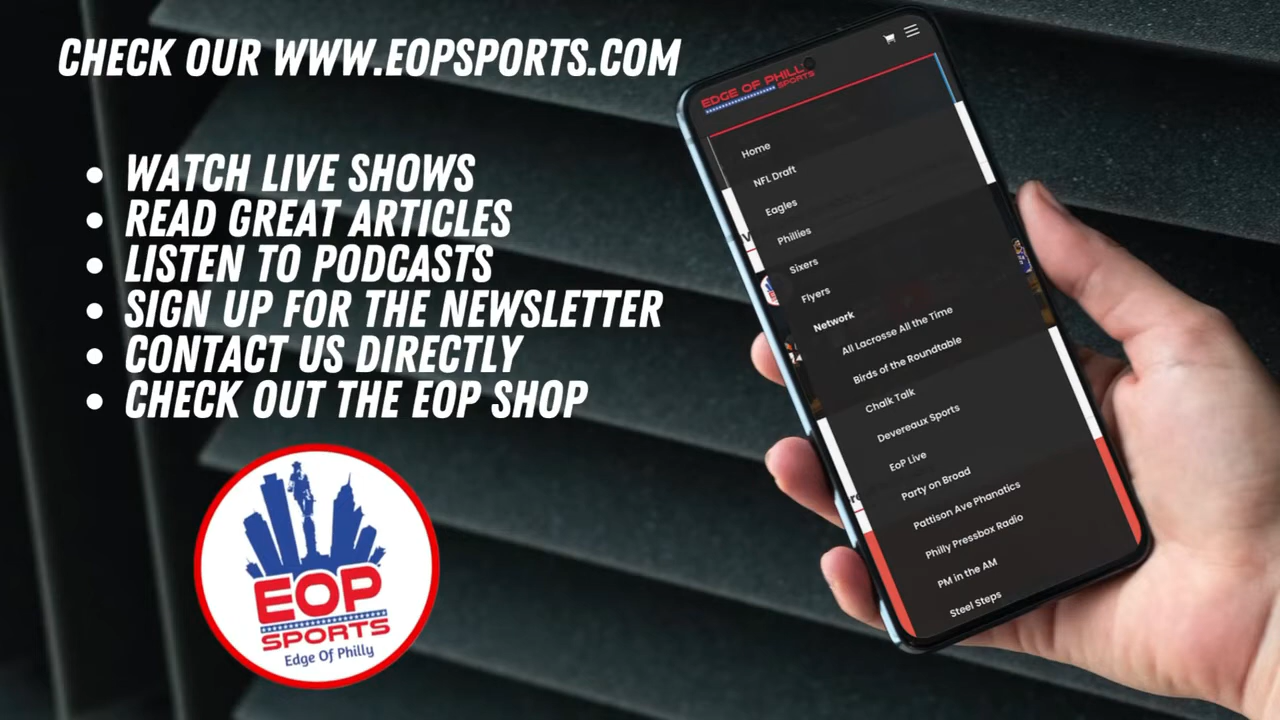 CHECK OUR WWW.EOPSPORTS.COM
• WATCH LIVE SHOWS
• READ GREAT ARTICLES
• LISTEN TO PODCASTS
• SIGN UP FOR THE NEWSLETTER
• CONTACT US DIRECTLY
• CHECK OUT THE EOP SHOP
EOP
SPORTS
Edge Of Philly
EDGE OF PHILLY
SPORTS
Home
NFL Draft
Eagles
Phillies
Sixers
Flyers
Network
All Lacrosse All the Time
Birds of the Roundtable
Chalk Talk
Devereaux Sports
EoP Live
Party on Broad
Pattison Ave Phanatics
Philly Pressbox Radio
PM in the AM
Steel Steps